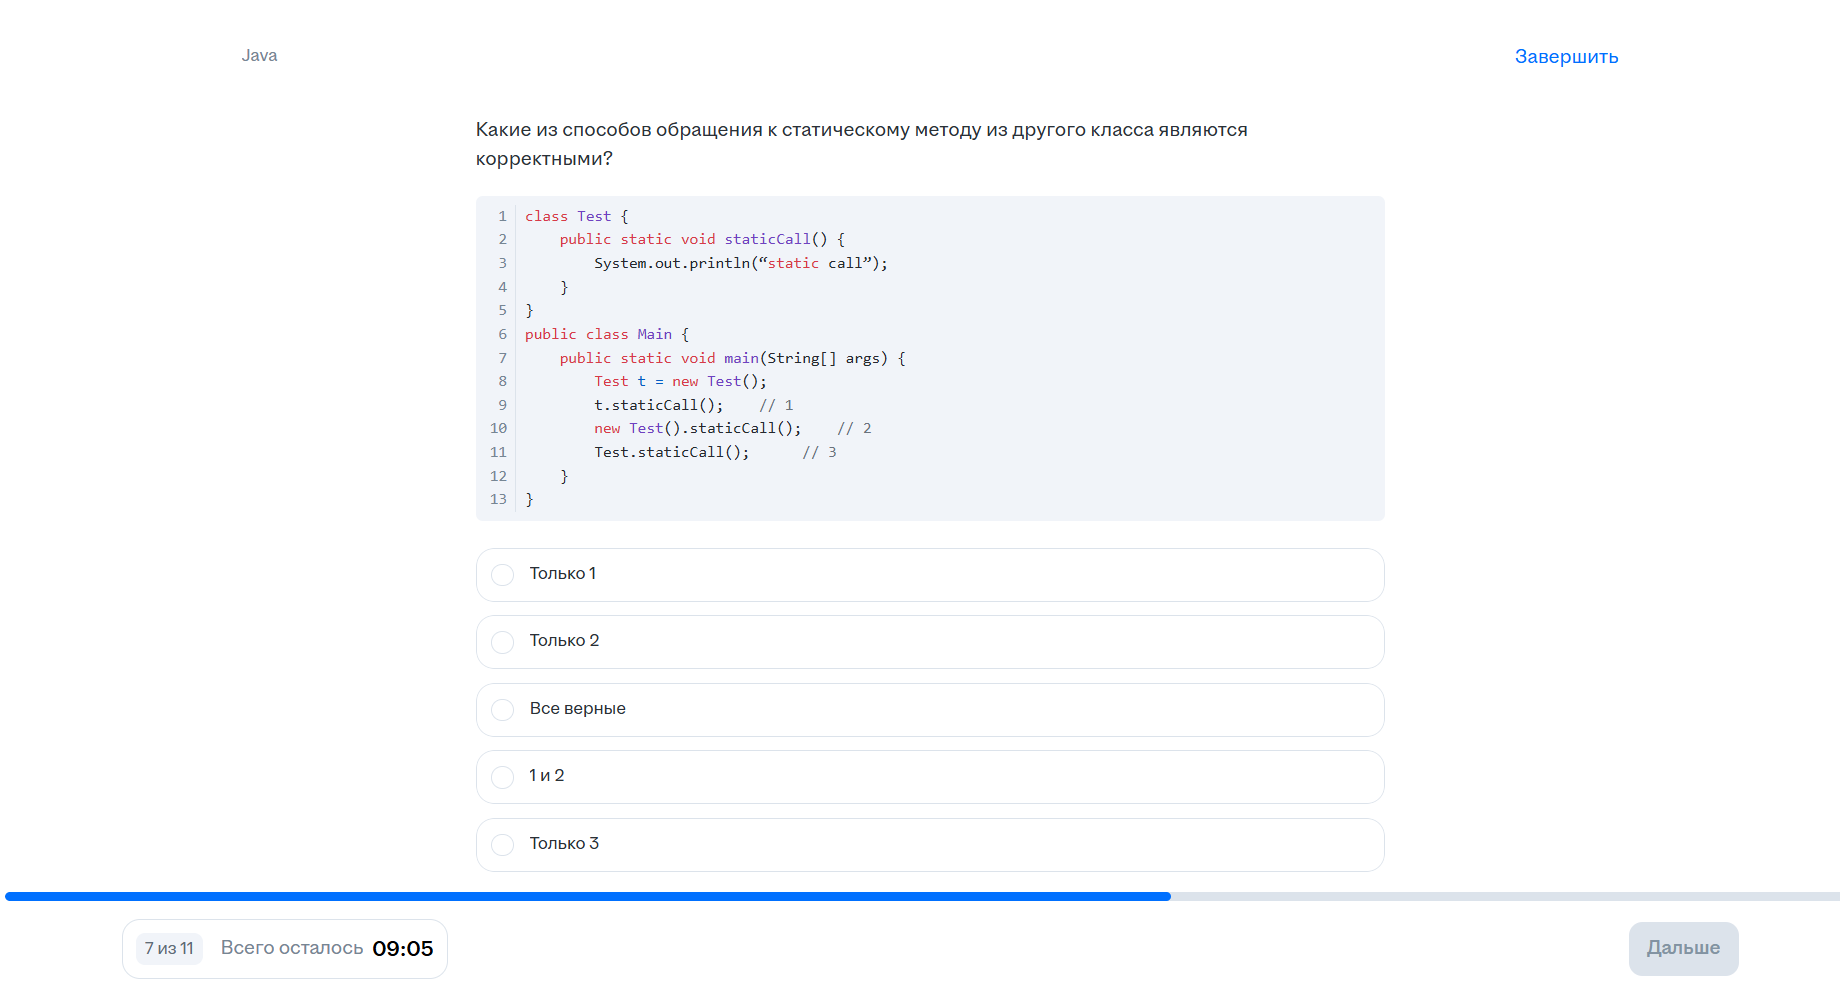 Java
Завершить
Какие из способов обращения к статическому методу из другого класса являются
корректными?
1 class Test {
2     public static void staticCall() {
3         System.out.println(“static call”);
4     }
5 }
6 public class Main {
7     public static void main(String[] args) {
8         Test t = new Test();
9         t.staticCall();    // 1
10         new Test().staticCall();    // 2
11         Test.staticCall();      // 3
12     }
13 }
Только 1
Только 2
Все верные
1 и 2
Только 3
7 из 11 Всего осталось 09:05
Дальше